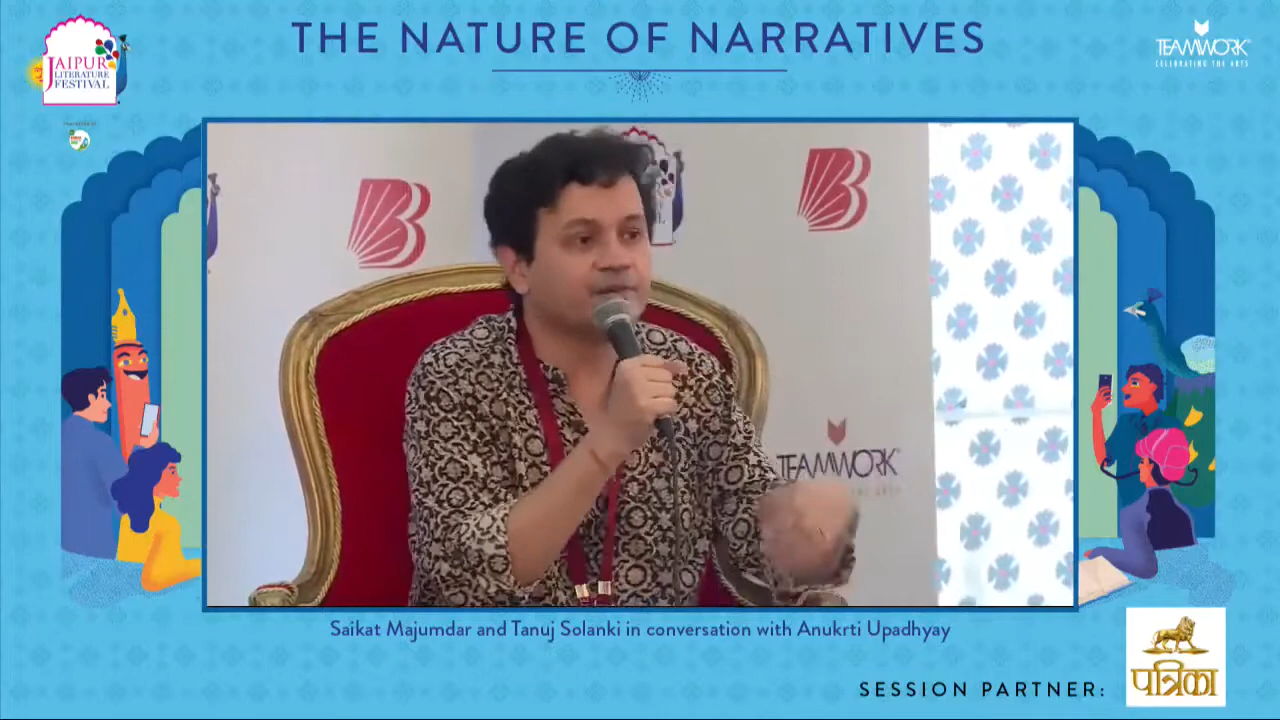 THE NATURE OF NARRATIVES
JAIPUR
LITERATURE
FESTIVAL
TEAMWORK
CELEBRATING THE ARTS
B
B
TEAMWORK
Saikat Majumdar and Tanuj Solanki in conversation with Anukrti Upadhyay
SESSION PARTNER:
पत्रिका